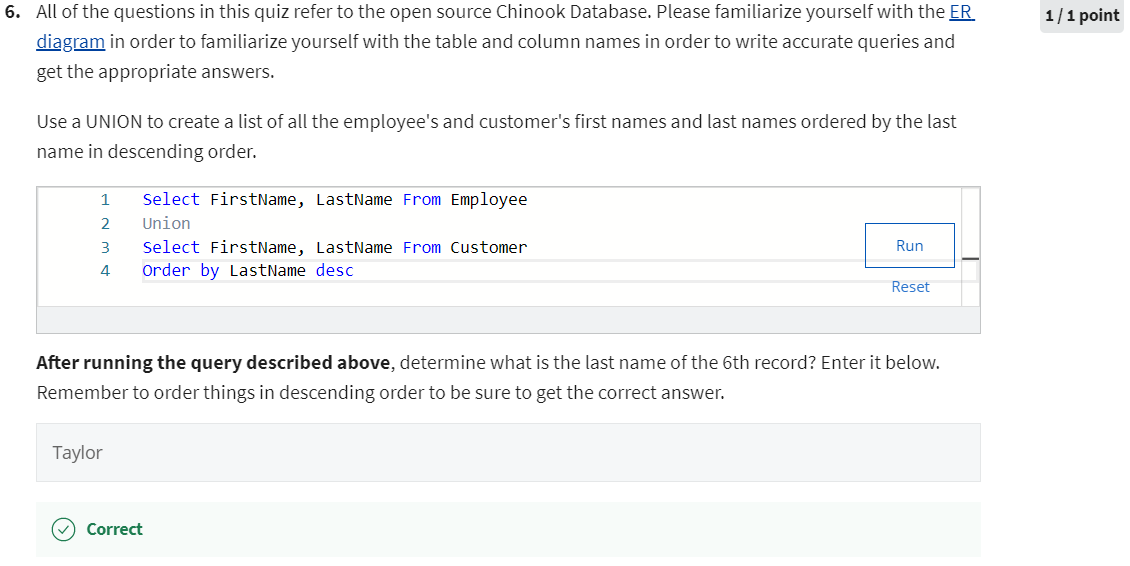 6. All of the questions in this quiz refer to the open source Chinook Database. Please familiarize yourself with the ER
1 / 1 point
diagram in order to familiarize yourself with the table and column names in order to write accurate queries and
get the appropriate answers.
Use a UNION to create a list of all the employee's and customer's first names and last names ordered by the last
name in descending order.
1 Select FirstName, LastName From Employee
2 Union
3 Select FirstName, LastName From Customer
4 Order by LastName desc
Run
Reset
After running the query described above, determine what is the last name of the 6th record? Enter it below.
Remember to order things in descending order to be sure to get the correct answer.
Taylor
Correct